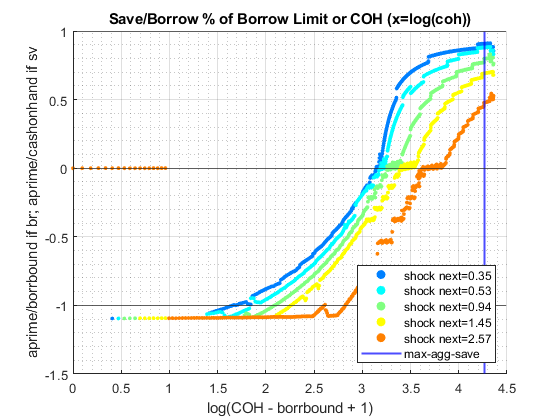 Save/Borrow % of Borrow Limit or COH (x=log(coh))
aprime/borrbound if br; aprime/cashonhand if sv
1
0.5
0
-0.5
-1
-1.5
shock next=0.35
shock next=0.53
shock next=0.94
shock next=1.45
shock next=2.57
max-agg-save
0 0.5 1 1.5 2 2.5 3 3.5 4 4.5
log(COH - borrbound + 1)